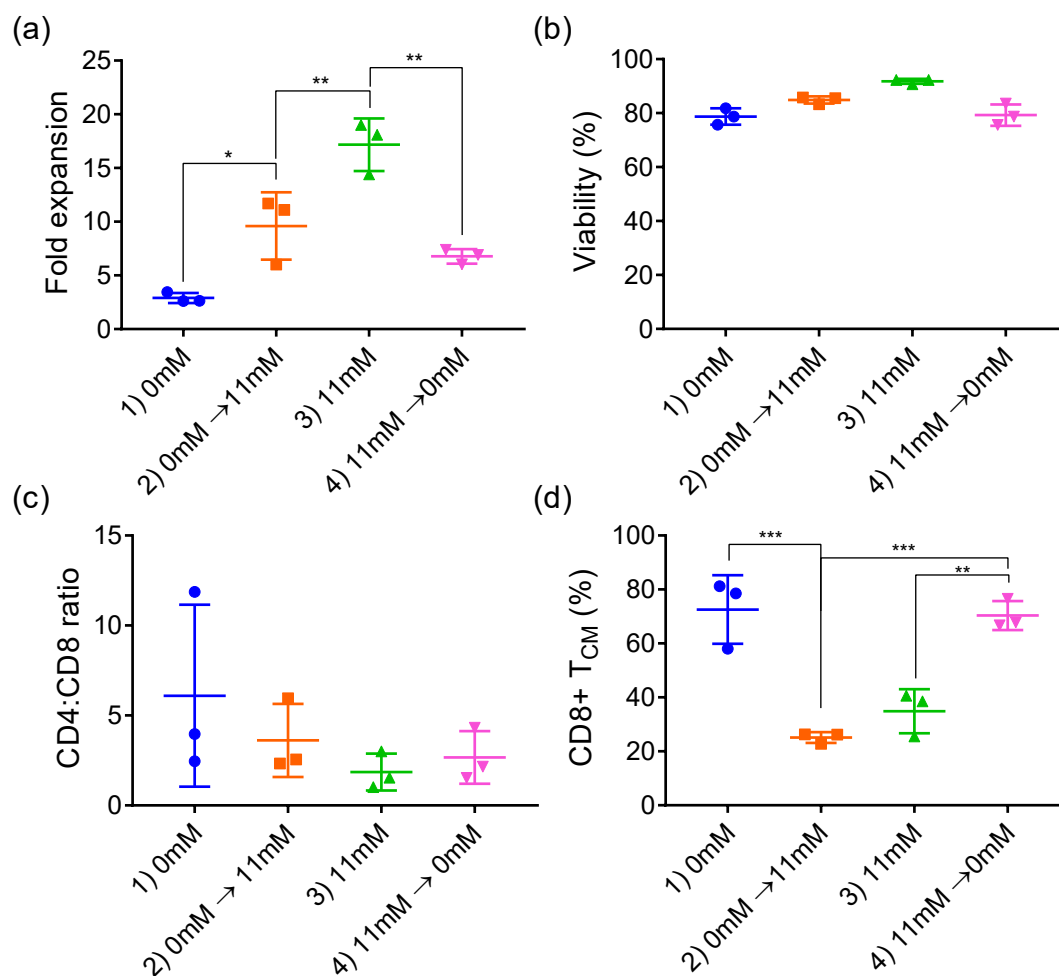 (a)
Fold expansion
25
20
15
10
5
0
*
**
**
1) 0mM
2) 0mM →11mM
3) 11mM
4) 11mM→0mM
(b)
Viability (%)
100
80
60
40
20
0
1) 0mM
2) 0mM →11mM
3) 11mM
4) 11mM→0mM
(c)
CD4:CD8 ratio
15
10
5
0
1) 0mM
2) 0mM → 11mM
3) 11mM
4) 11mM → 0mM
(d)
CD8+ TCM (%)
100
80
60
40
20
0
***
***
**
1) 0mM
2) 0mM →11mM
3) 11mM
4) 11mM→0mM